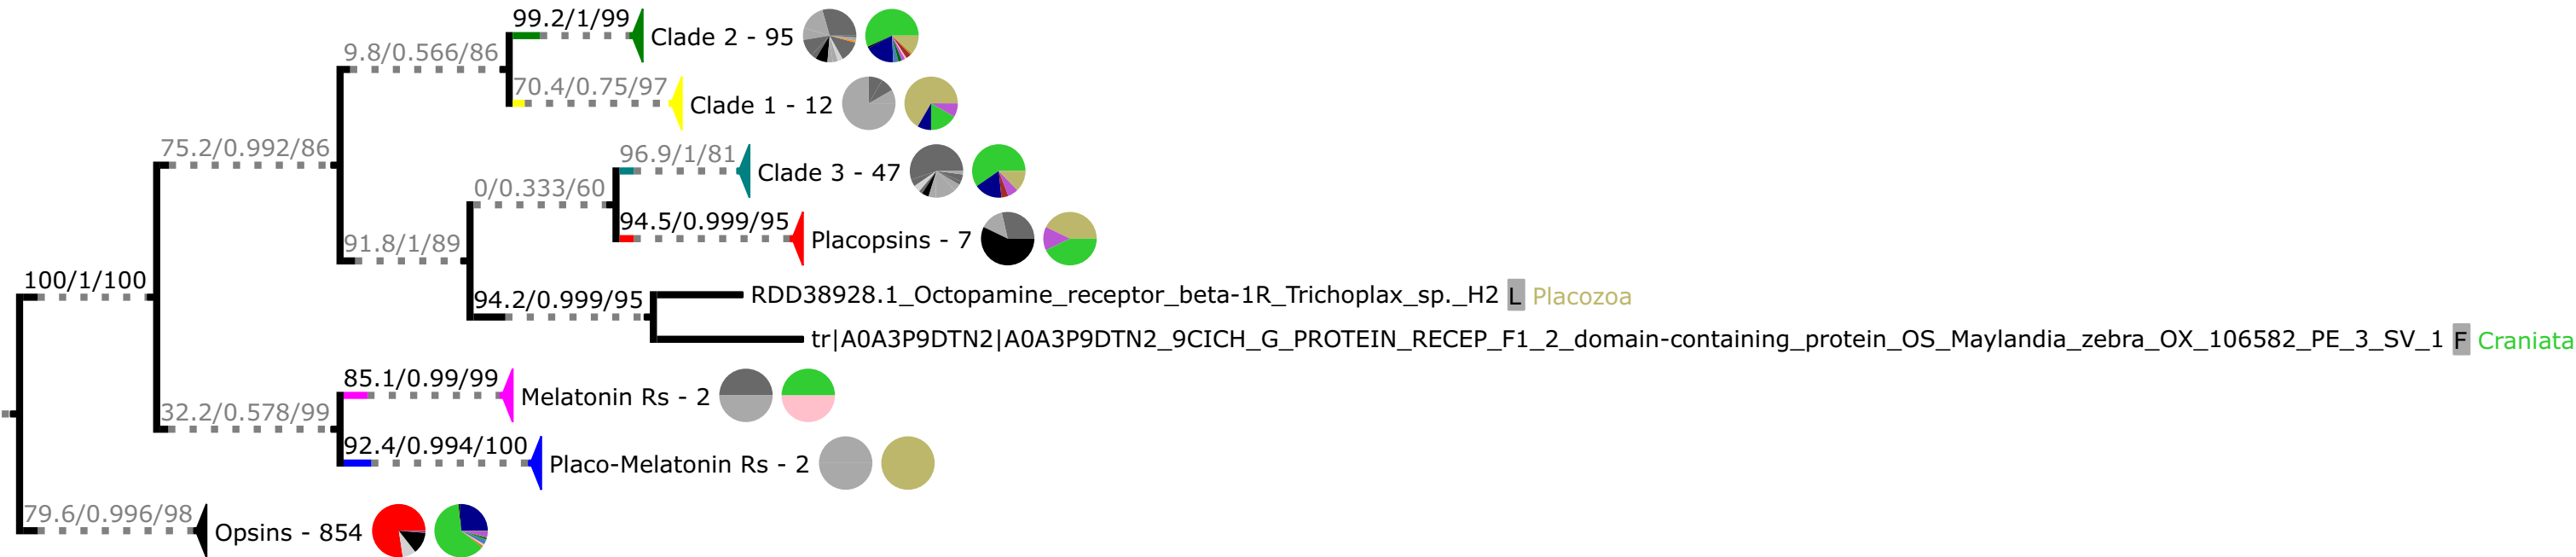 99.2/1/99
Clade 2 - 95
9.8/0.566/86
70.4/0.75/97
Clade 1 - 12
75.2/0.992/86
96.9/1/81
Clade 3 - 47
0/0.333/60
94.5/0.999/95
Placopsins - 7
91.8/1/89
100/1/100
94.2/0.999/95
RDD38928.1_Octopamine_receptor_beta-1R_Trichoplax_sp._H2 L Placozoa
tr|A0A3P9DTN2|A0A3P9DTN2_9CICH_G_PROTEIN_RECEP_F1_2_domain-containing_protein_OS_Maylandia_zebra_OX_106582_PE_3_SV_1 F Craniata
85.1/0.99/99
Melatonin Rs - 2
32.2/0.578/99
92.4/0.994/100
Placo-Melatonin Rs - 2
79.6/0.996/98
Opsins - 854